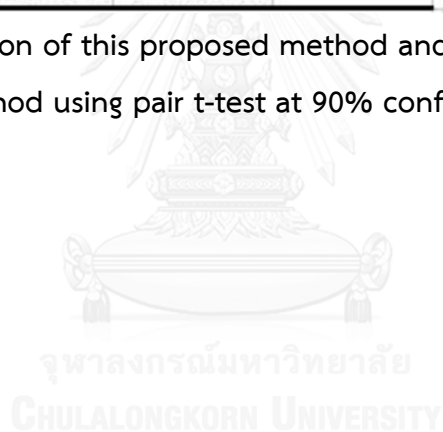 on of this proposed method and
nod using pair t-test at 90% conf
จุฬาลงกรณ์มหาวิทยาลัย
CHULALONGKORN UNIVERSITY